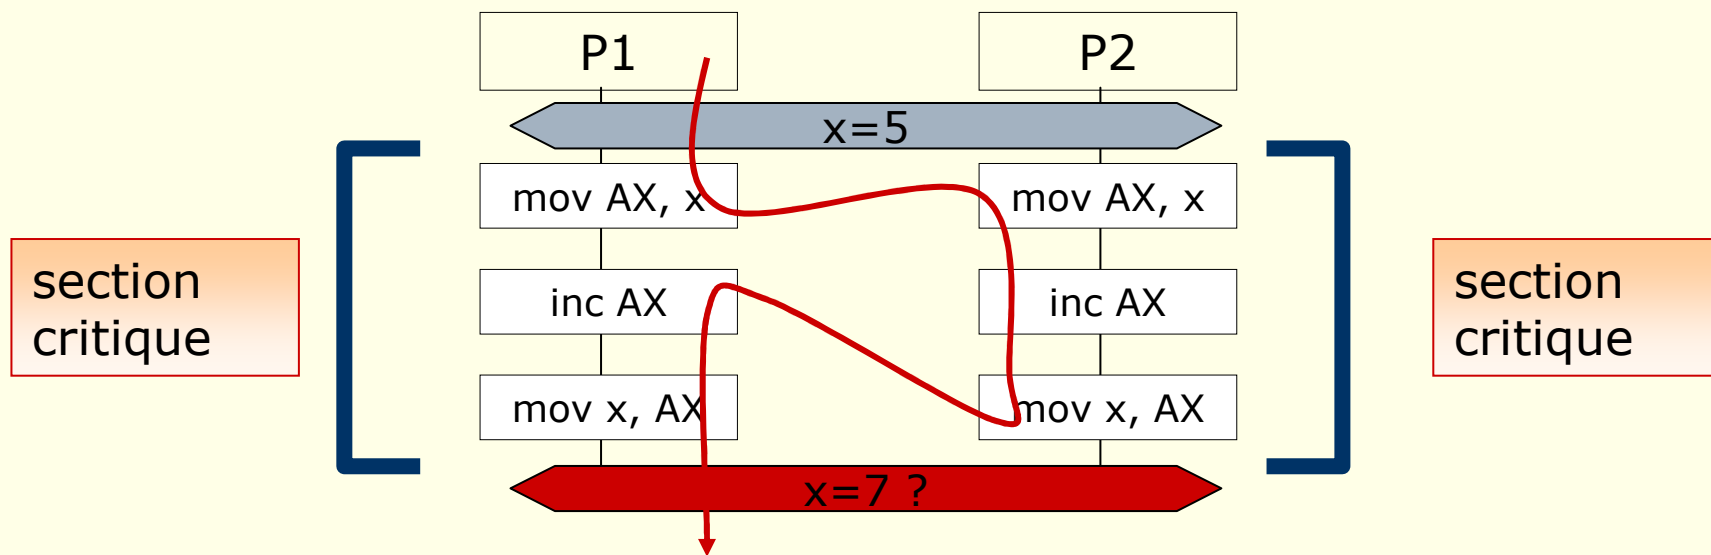 P1
P2
x=5
mov AX, x
mov AX, x
section
critique
inc AX
inc AX
section
critique
mov x, AX
mov x, AX
x=7 ?